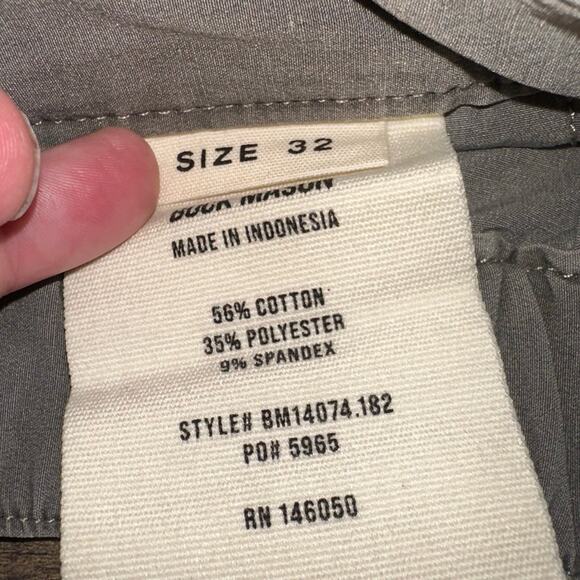 SIZE 32
BUCK MASON
MADE IN INDONESIA
56% COTTON
35% POLYESTER
9% SPANDEX
STYLE# BM14074.182
PO# 5965
RN 146050